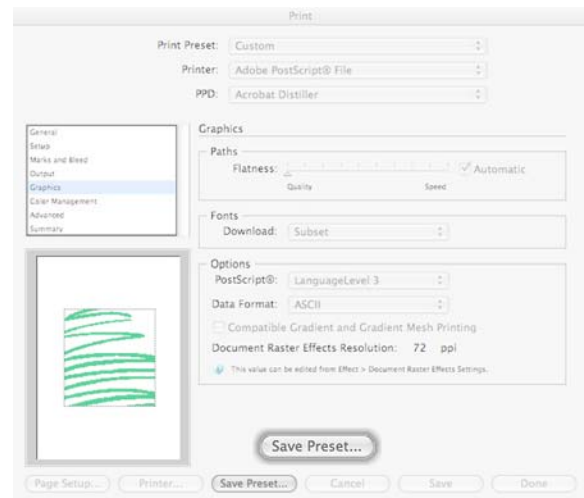 Print
Print Preset: Custom
Printer: Adobe PostScript® File
PPD: Acrobat Distiller
General
Setup
Marks and Bleed
Output
Graphics
Color Management
Advanced
Summary
Graphics
Paths
Flatness: Automatic
Quality Speed
Fonts
Download: Subset
Options
PostScript®: LanguageLevel 3
Data Format: ASCII
Compatible Gradient and Gradient Mesh Printing
Document Raster Effects Resolution: 72 ppi
This value can be edited from Effect > Document Raster Effects Settings.
Save Preset...
Page Setup... Printer... Save Preset... Cancel Save Done